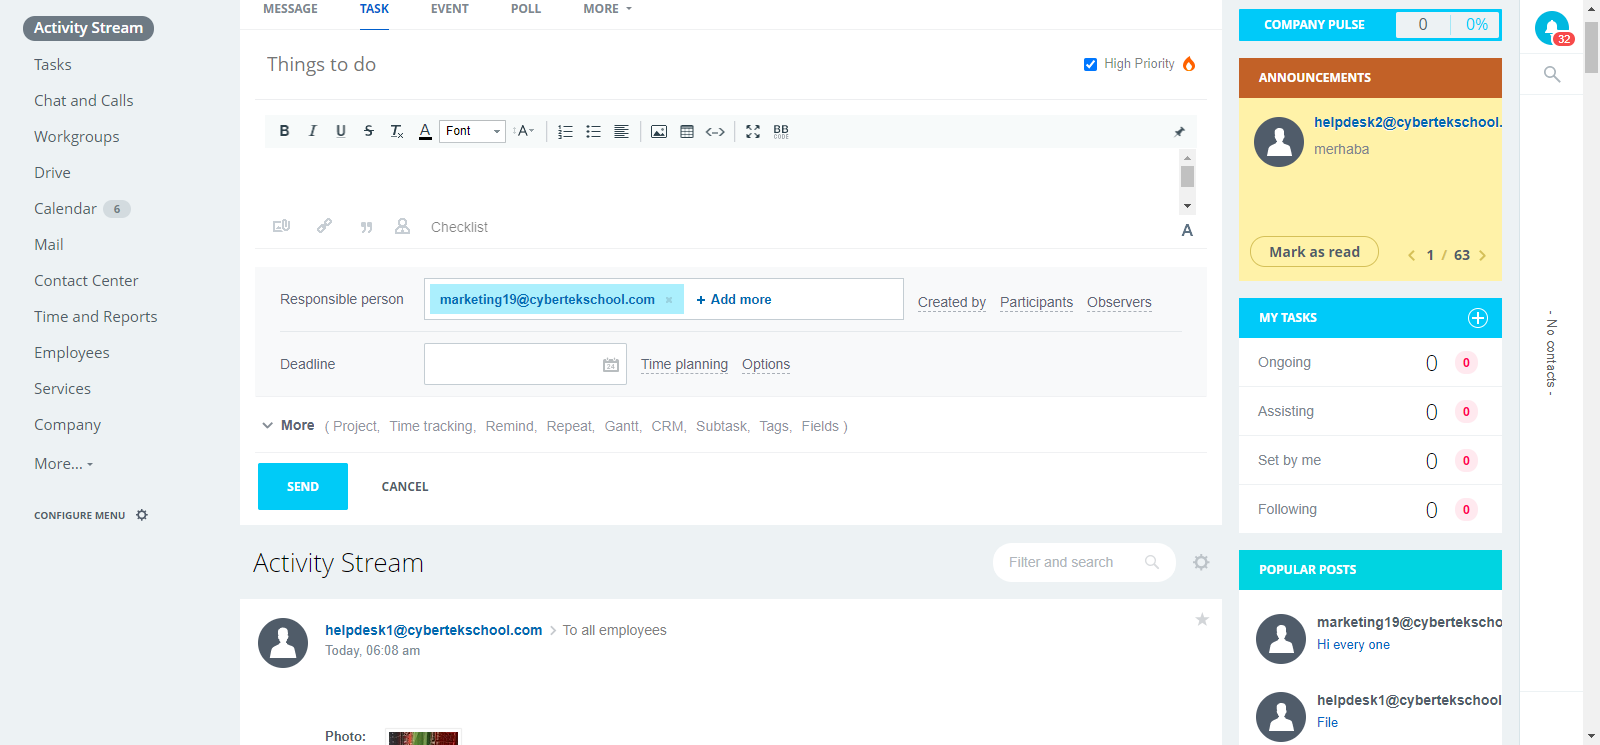 MESSAGE TASK EVENT POLL MORE
Activity Stream
Tasks
Chat and Calls
Workgroups
Drive
Calendar 6
Mail
Contact Center
Time and Reports
Employees
Services
Company
More...
CONFIGURE MENU
Things to do
High Priority
B I U S Tx A Font A BB CODE
Checklist
A
Responsible person marketing19@cybertekschool.com × + Add more Created by Participants Observers
Deadline 24 Time planning Options
More ( Project, Time tracking, Remind, Repeat, Gantt, CRM, Subtask, Tags, Fields )
SEND CANCEL
Activity Stream
Filter and search
helpdesk1@cybertekschool.com > To all employees
Today, 06:08 am
Photo:
COMPANY PULSE 0 0%
ANNOUNCEMENTS
helpdesk2@cybertekschool.
merhaba
Mark as read < 1 / 63 >
MY TASKS
Ongoing 0 0
Assisting 0 0
Set by me 0 0
Following 0 0
POPULAR POSTS
marketing19@cybertekscho
Hi every one
helpdesk1@cybertekschool
File
32
- No contacts -